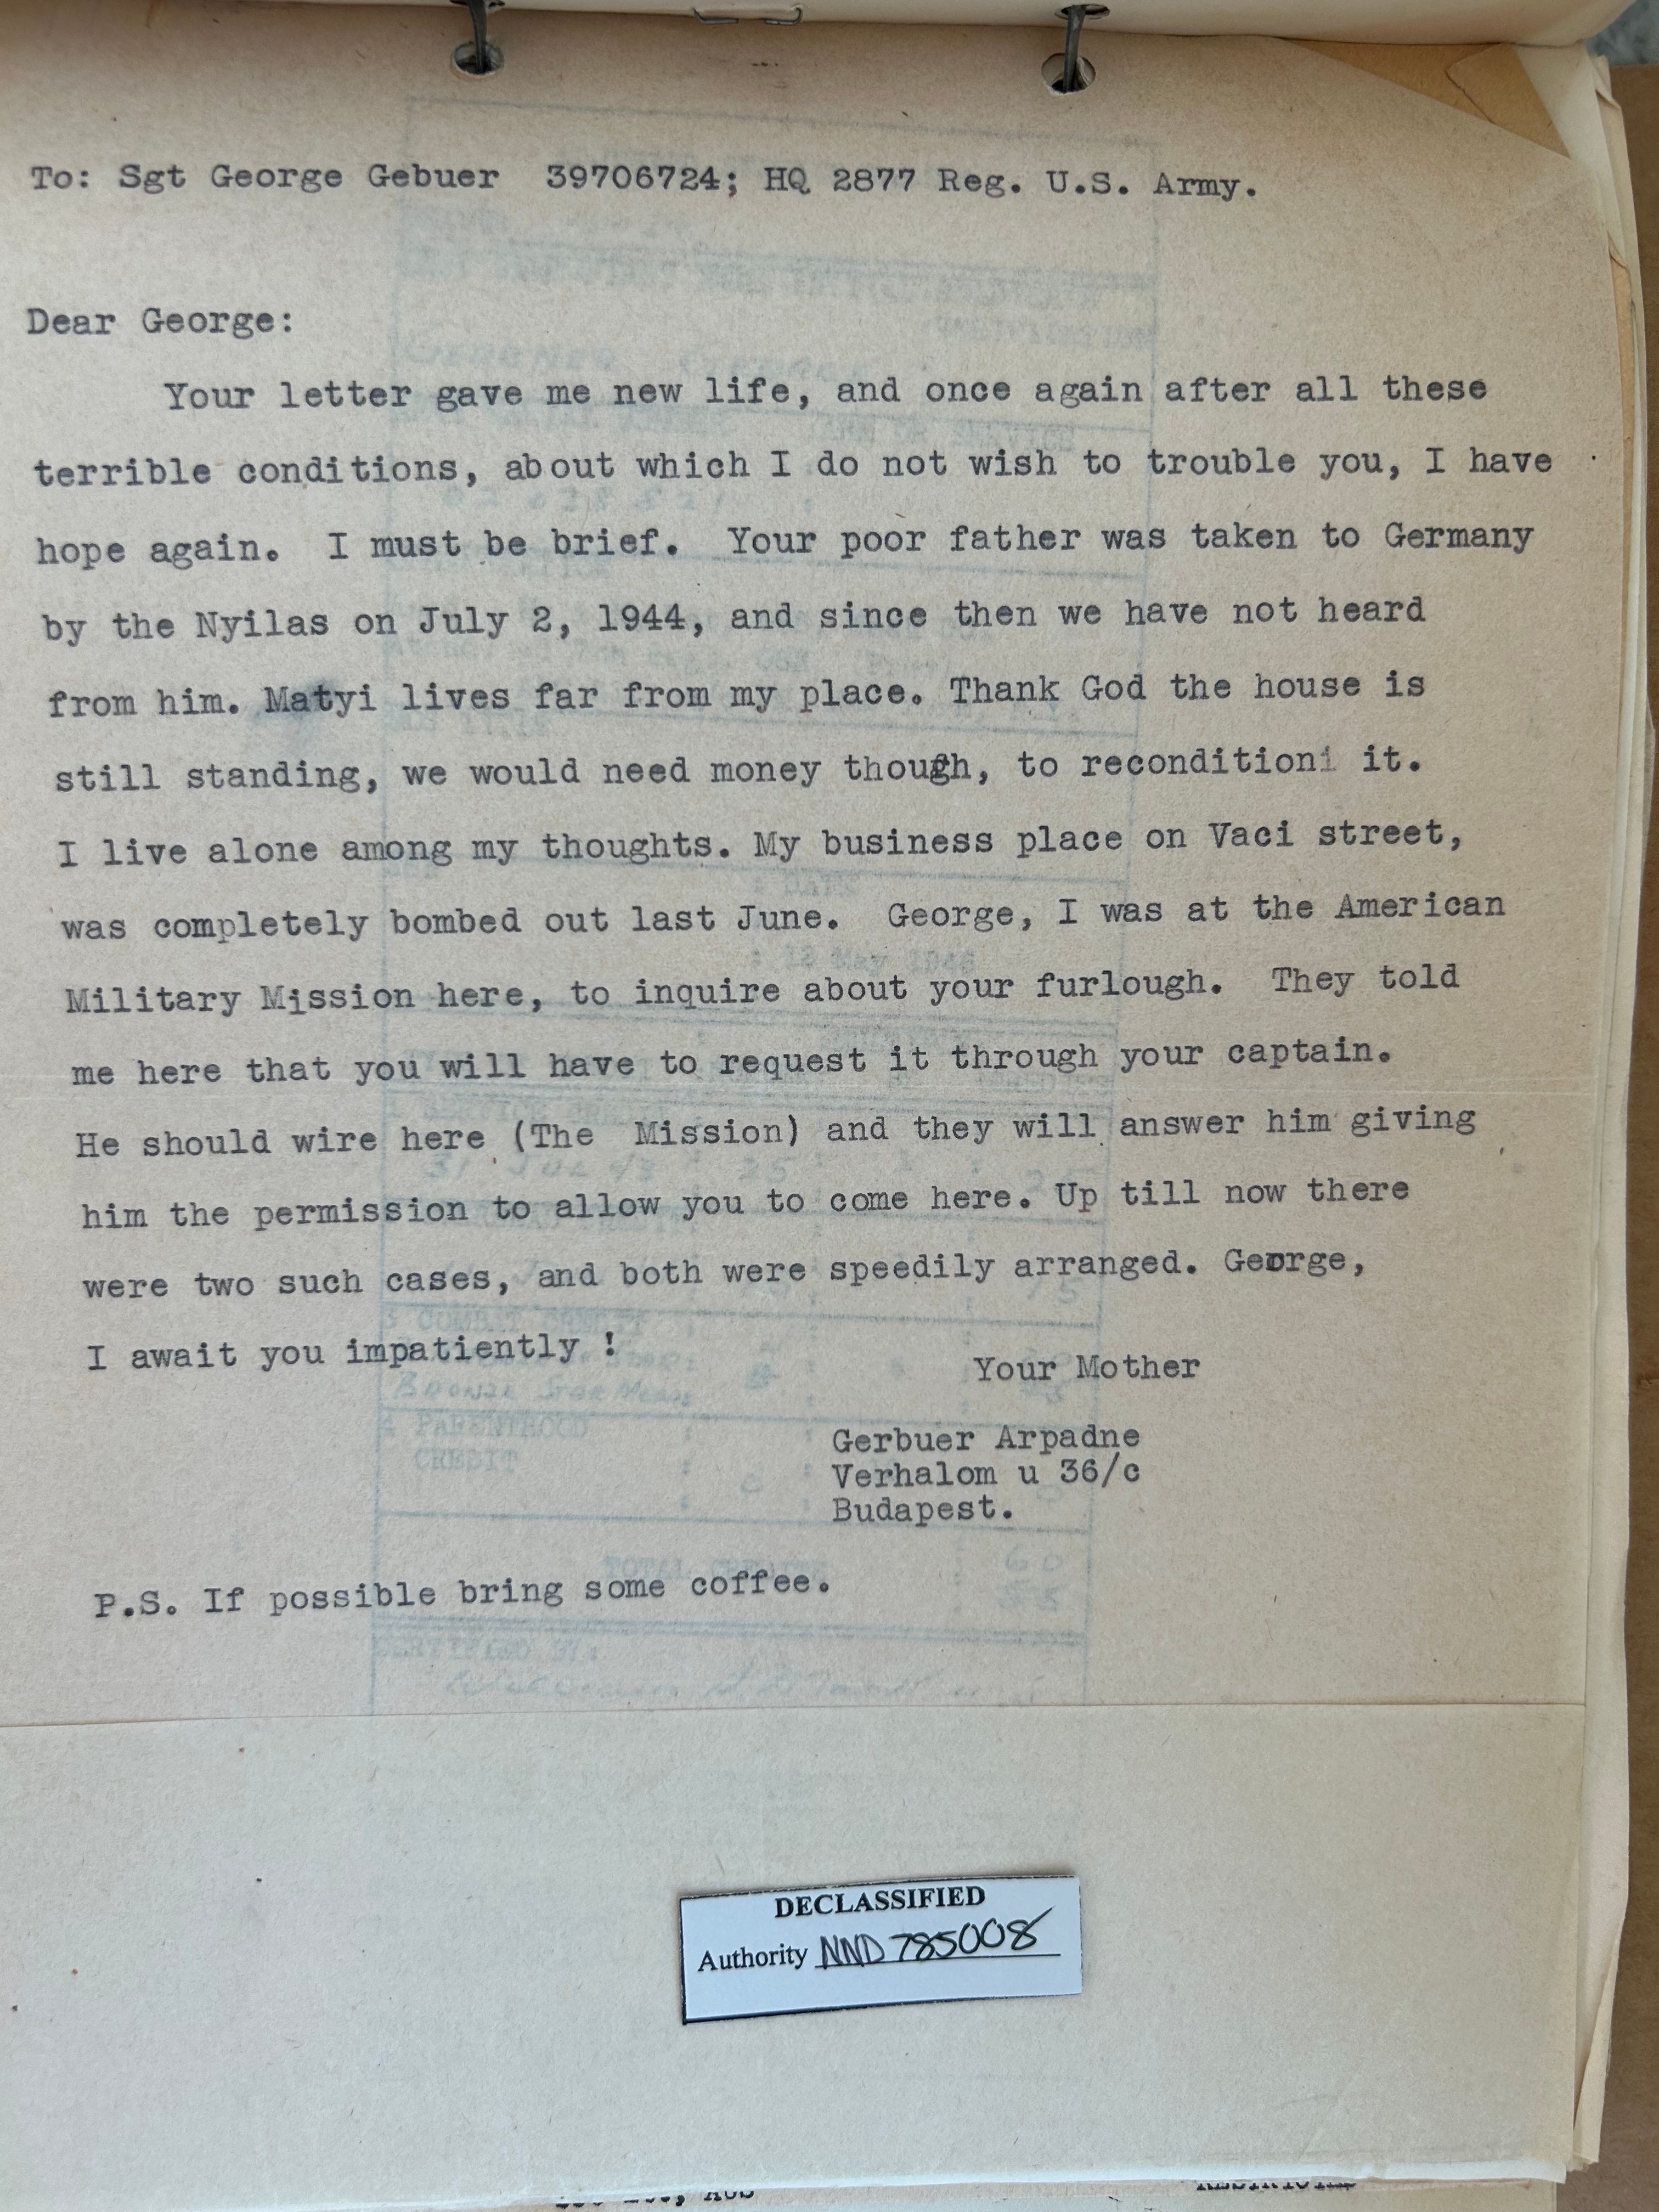 To: Sgt George Gebuer 39706724; HQ 2877 Reg. U.S. Army.
Dear George:
Your letter gave me new life, and once again after all these
terrible conditions, about which I do not wish to trouble you, I have
hope again. I must be brief. Your poor father was taken to Germany
by the Nyilas on July 2, 1944, and since then we have not heard
from him. Matyi lives far from my place. Thank God the house is
still standing, we would need money though, to reconditioni it.
I live alone among my thoughts. My business place on Vaci street,
was completely bombed out last June. George, I was at the American
Military Mission here, to inquire about your furlough. They told
me here that you will have to request it through your captain.
He should wire here (The Mission) and they will answer him giving
him the permission to allow you to come here. Up till now there
were two such cases, and both were speedily arranged. George,
I await you impatiently !
Your Mother
Gerbuer Arpadne
Verhalom u 36/c
Budapest.
P.S. If possible bring some coffee.
DECLASSIFIED
Authority NND 785008